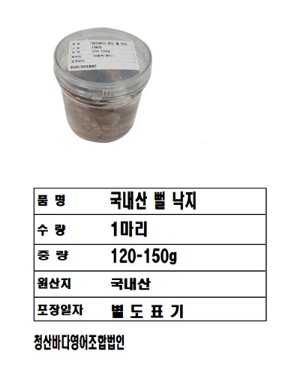 품 명 국내산 뻘 낙지
수 량 1마리
중 량 120-150g
원산지 국내산
포장일자 별 도 표 기
청산바다영어조합법인